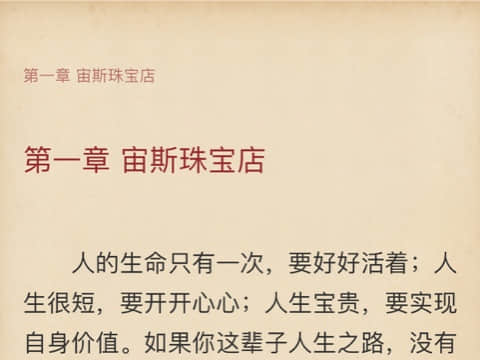 第一章 宙斯珠宝店
第一章 宙斯珠宝店
人的生命只有一次，要好好活着；人
生很短，要开开心心；人生宝贵，要实现
自身价值。如果你这辈子人生之路，没有